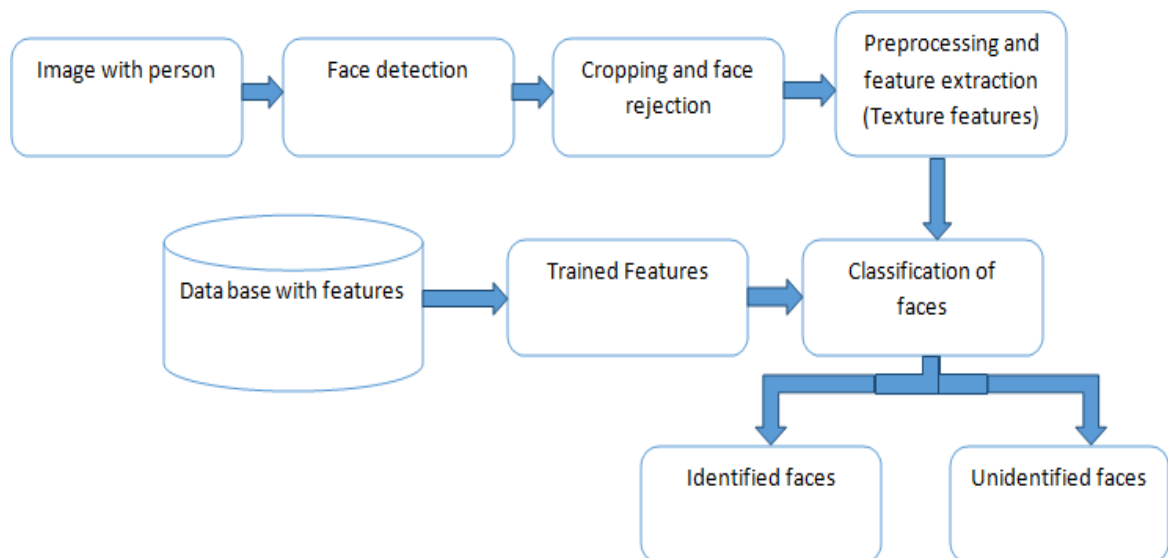 Image with person
Face detection
Cropping and face
rejection
Preprocessing and
feature extraction
(Texture features)
Data base with features
Trained Features
Classification of
faces
Identified faces
Unidentified faces